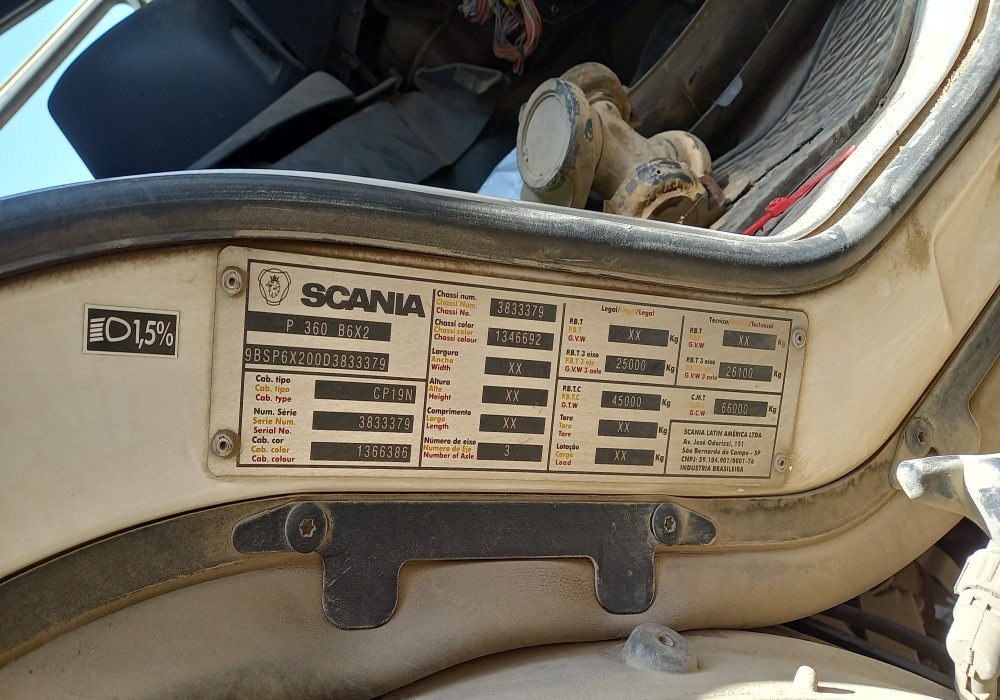 1,5%
SCANIA
P 360 B6X2
9BSP6X200D3833379
Cab. tipo
Cab. tipo
Cab. type
CP19N
Num. Série
Serie Num.
Serial No.
3833379
Cab. cor
Cab. color
Cab. colour
1366386
Chassi num.
Chassi Num.
Chassi No.
3833379
Chassi color
Chassi color
Chassi colour
1346692
Largura
Ancho
Width
XX
Altura
Alto
Height
XX
Comprimento
Largo
Length
XX
Número de eixo
Numero de Eje
Number of Axle
3
Legal/Legal/Legal
P.B.T
P.B.T
G.V.W
XX Kg
P.B.T 3 eixo
P.B.T 3 eje
G.V.W 3 axle
25000 Kg
P.B.T.C
P.B.T.C
G.T.W
45000 Kg
Tara
Tara
Tare
XX Kg
Lotação
Carga
Load
XX Kg
Técnico/Technical
P.B.T
G.V.W
XX Kg
P.B.T 3 eixo
P.B.T 3 eje
G.V.W 3 axle
26100 Kg
C.M.T
G.C.W
66000 Kg
SCANIA LATIN AMÉRICA LTDA
Av. José Odorizzi, 151
São Bernardo do Campo - SP
CNPJ: 59.104.901/0001-76
INDÚSTRIA BRASILEIRA